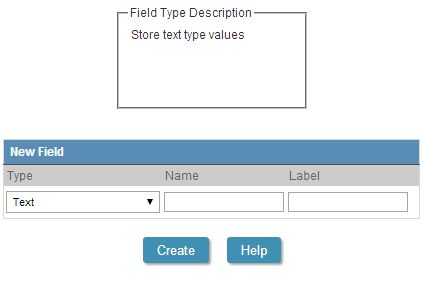 Field Type Description
Store text type values
New Field
Type Name Label
Text
Create Help